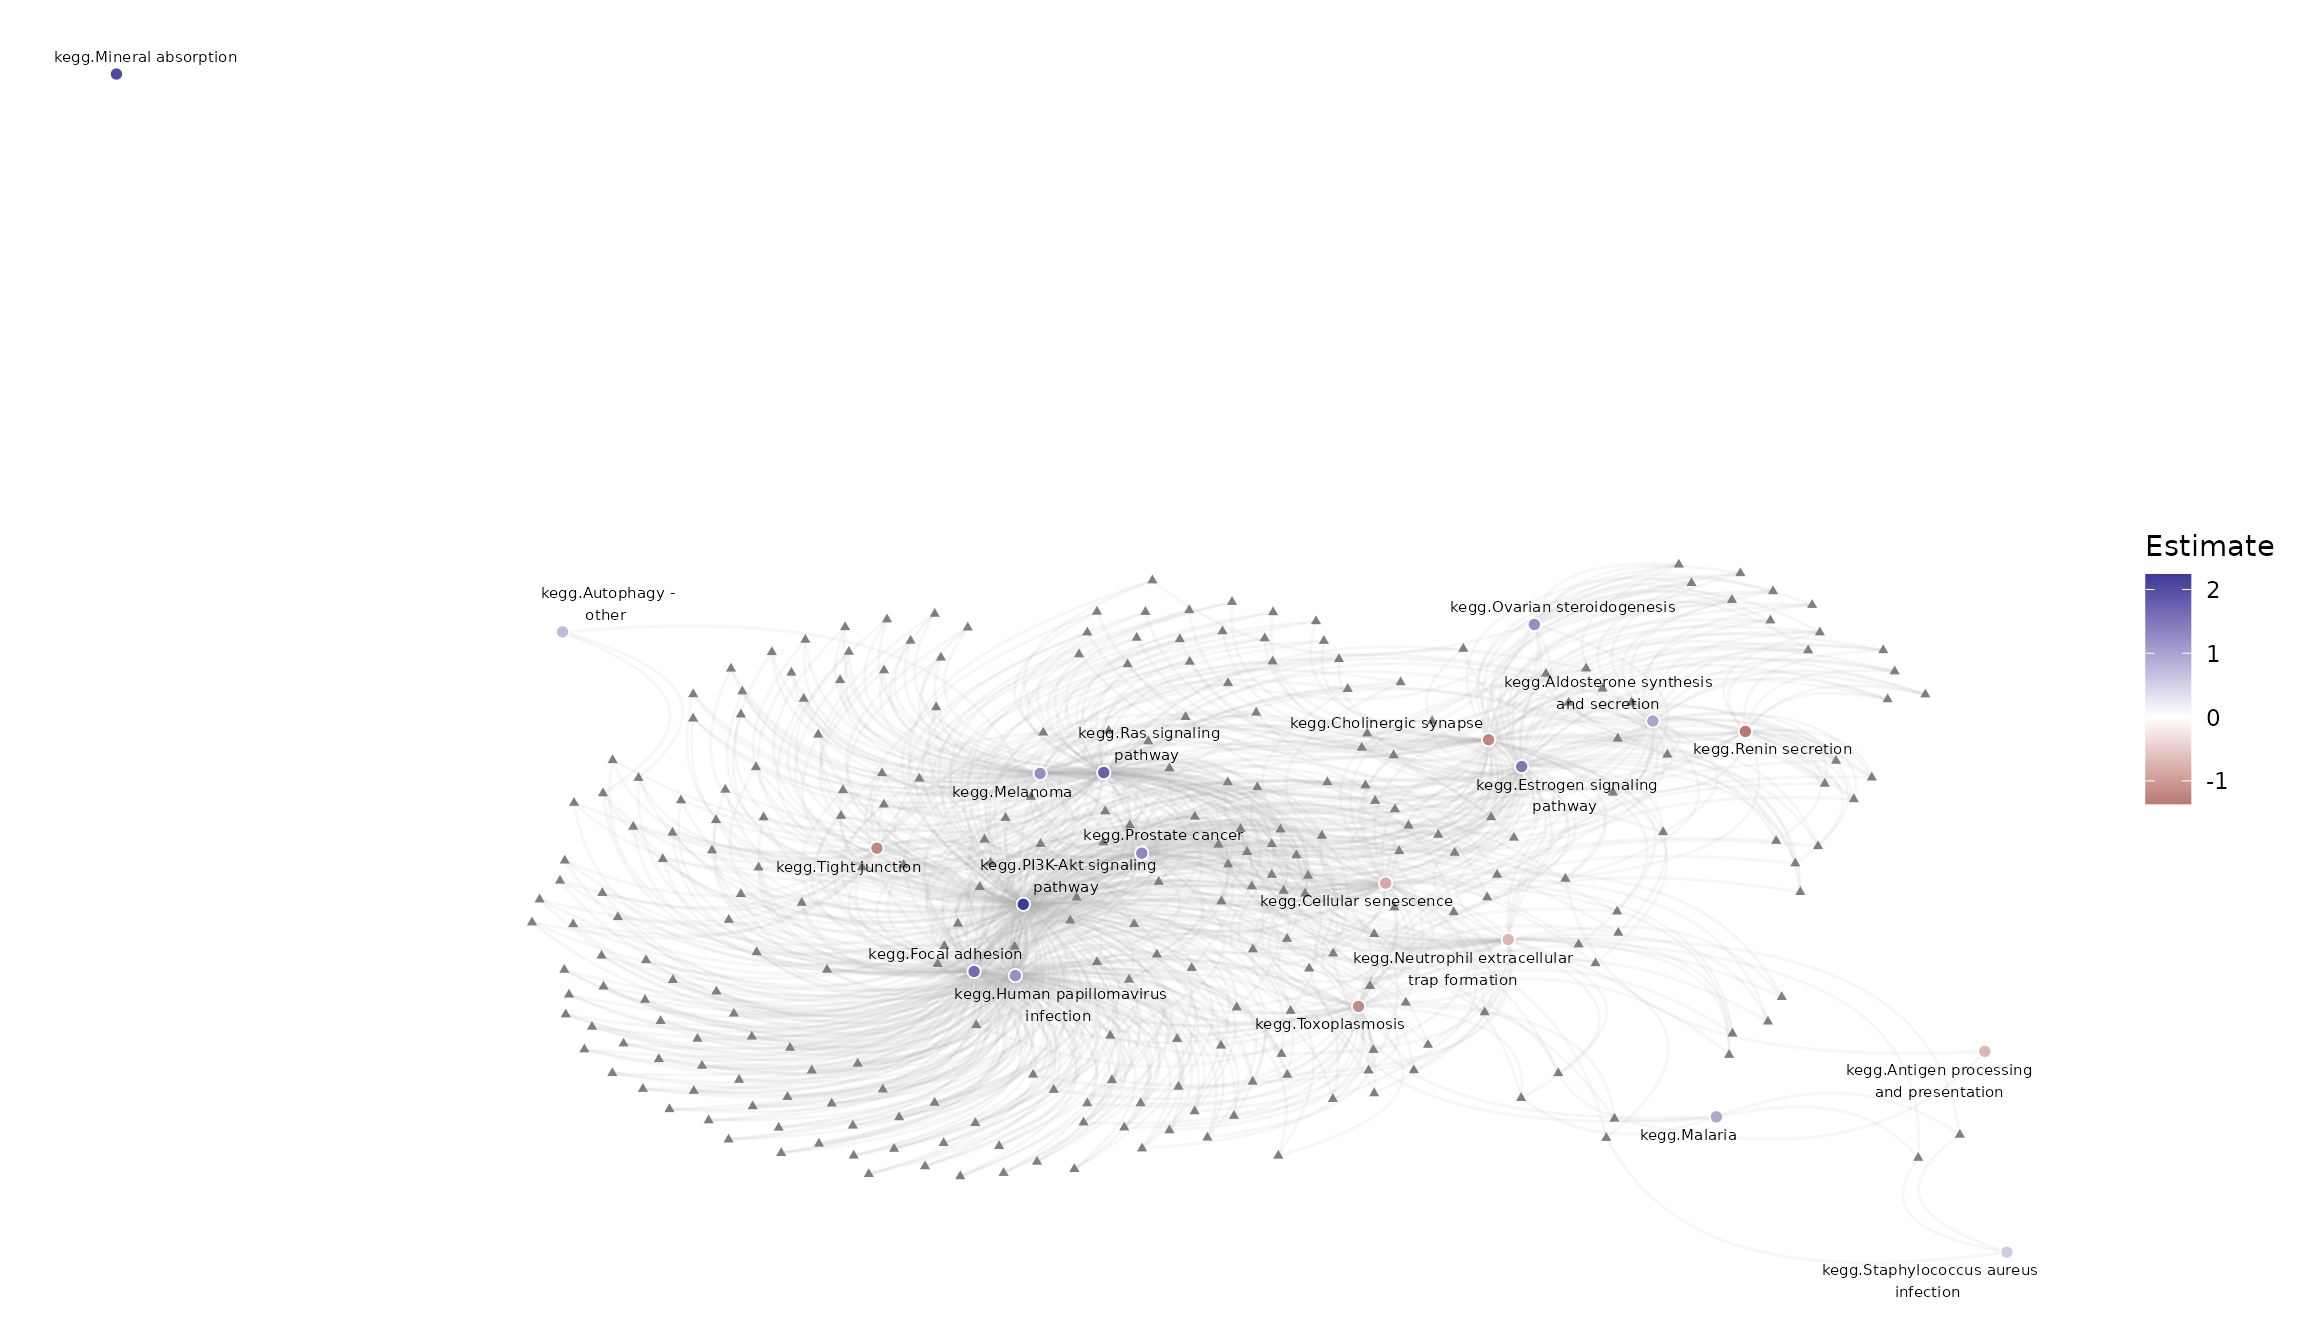 kegg.Mineral absorption
Estimate
2
1
0
-1
kegg.Autophagy -
other
kegg.Ovarian steroidogenesis
kegg.Aldosterone synthesis
and secretion
kegg.Cholinergic synapse
kegg.Ras signaling
pathway
kegg.Renin secretion
kegg.Melanoma
kegg.Estrogen signaling
pathway
kegg.Prostate cancer
kegg.Tight junction
kegg.PI3K-Akt signaling
pathway
kegg.Cellular senescence
kegg.Focal adhesion
kegg.Neutrophil extracellular
trap formation
kegg.Human papillomavirus
infection
kegg.Toxoplasmosis
kegg.Antigen processing
and presentation
kegg.Malaria
kegg.Staphylococcus aureus
infection